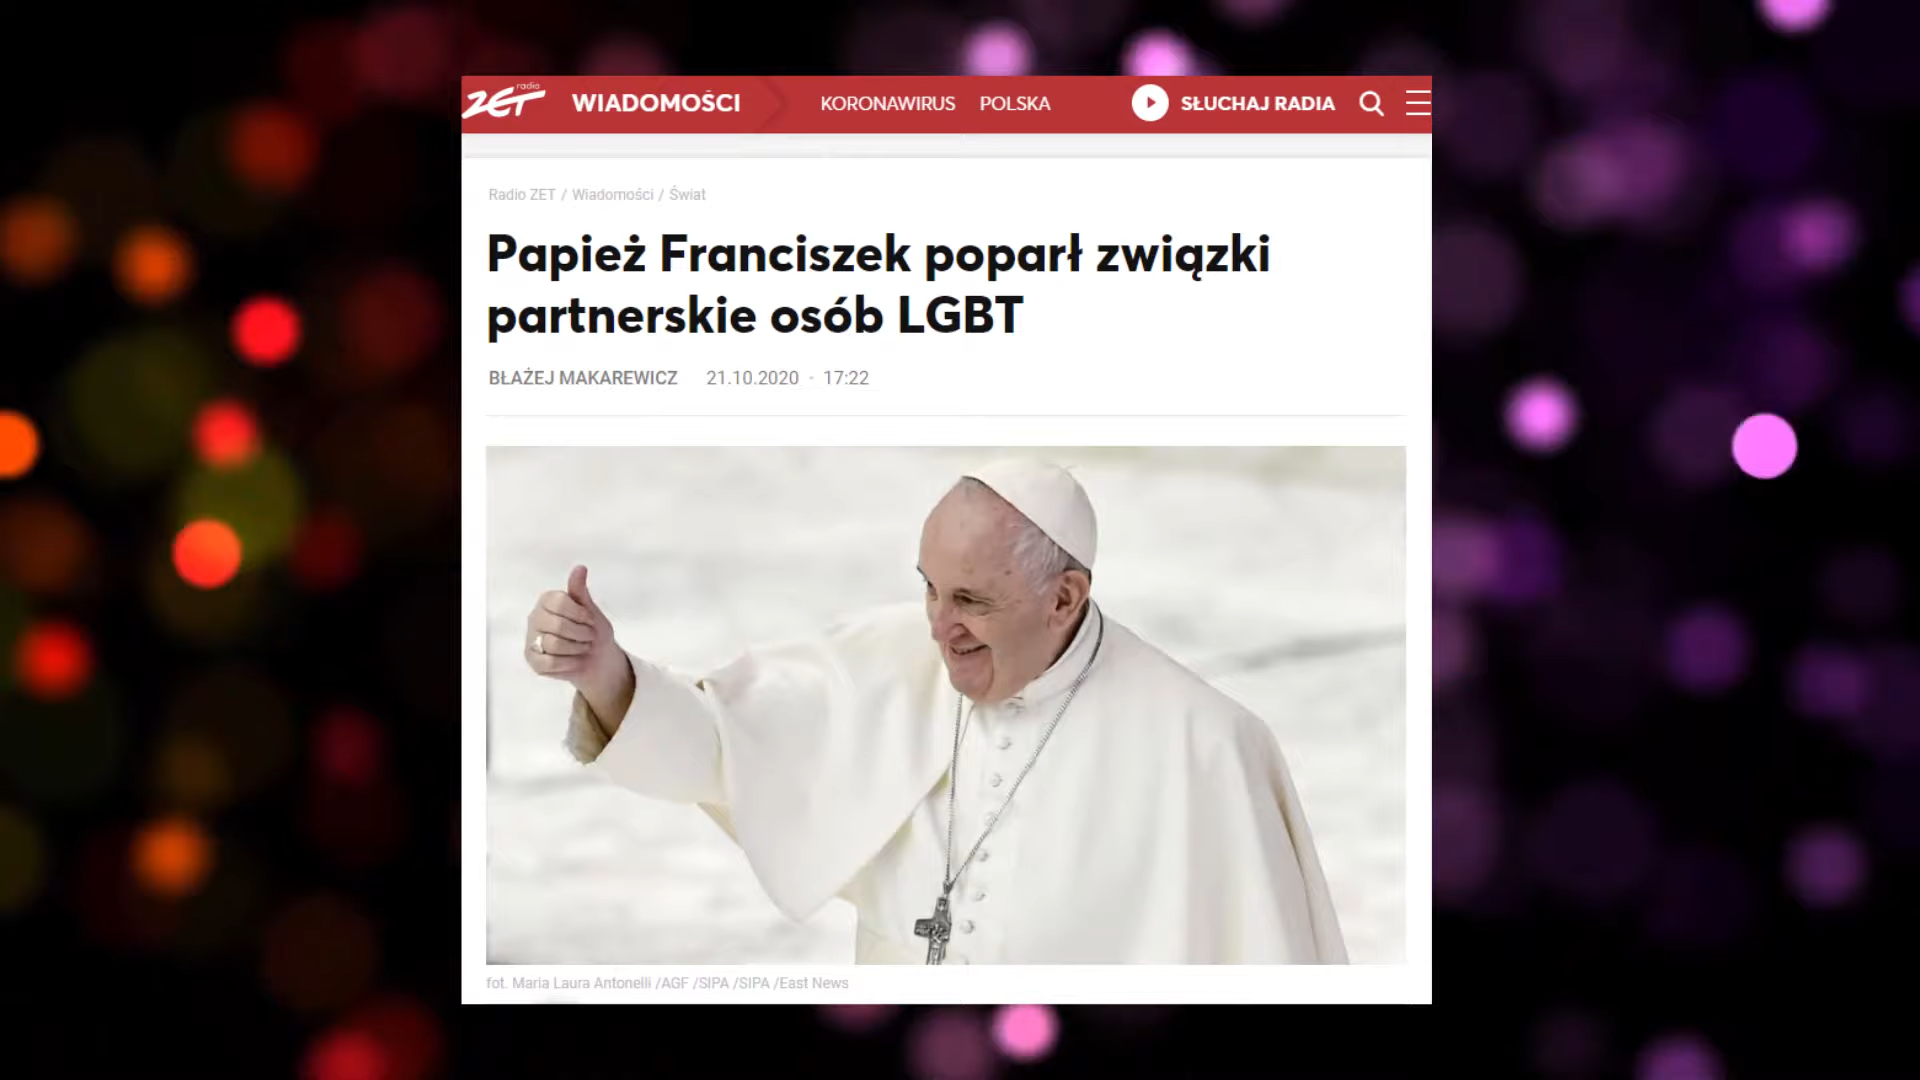 ZET radio
WIADOMOŚCI
KORONAWIRUS
POLSKA
SŁUCHAJ RADIA
Radio ZET / Wiadomości / Świat
Papież Franciszek poparł związki
partnerskie osób LGBT
BŁAŻEJ MAKAREWICZ 21.10.2020 · 17:22
fot. Maria Laura Antonelli /AGF /SIPA /SIPA /East News